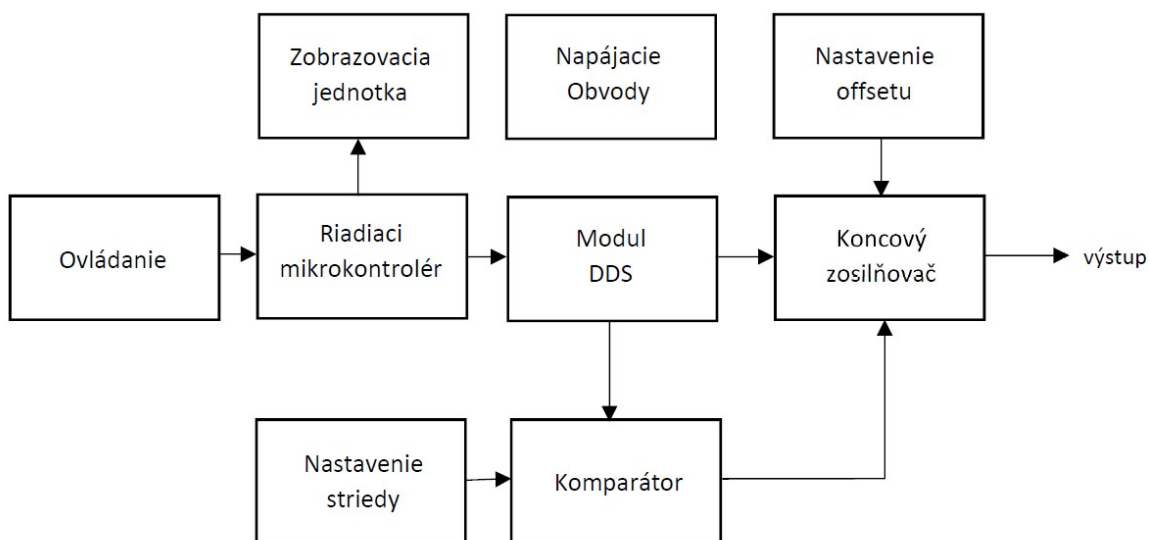 Zobrazovacia
jednotka
Napájacie
Obvody
Nastavenie
offsetu
Ovládanie
Riadiaci
mikrokontrolér
Modul
DDS
Koncový
zosilňovač
výstup
Nastavenie
striedy
Komparátor